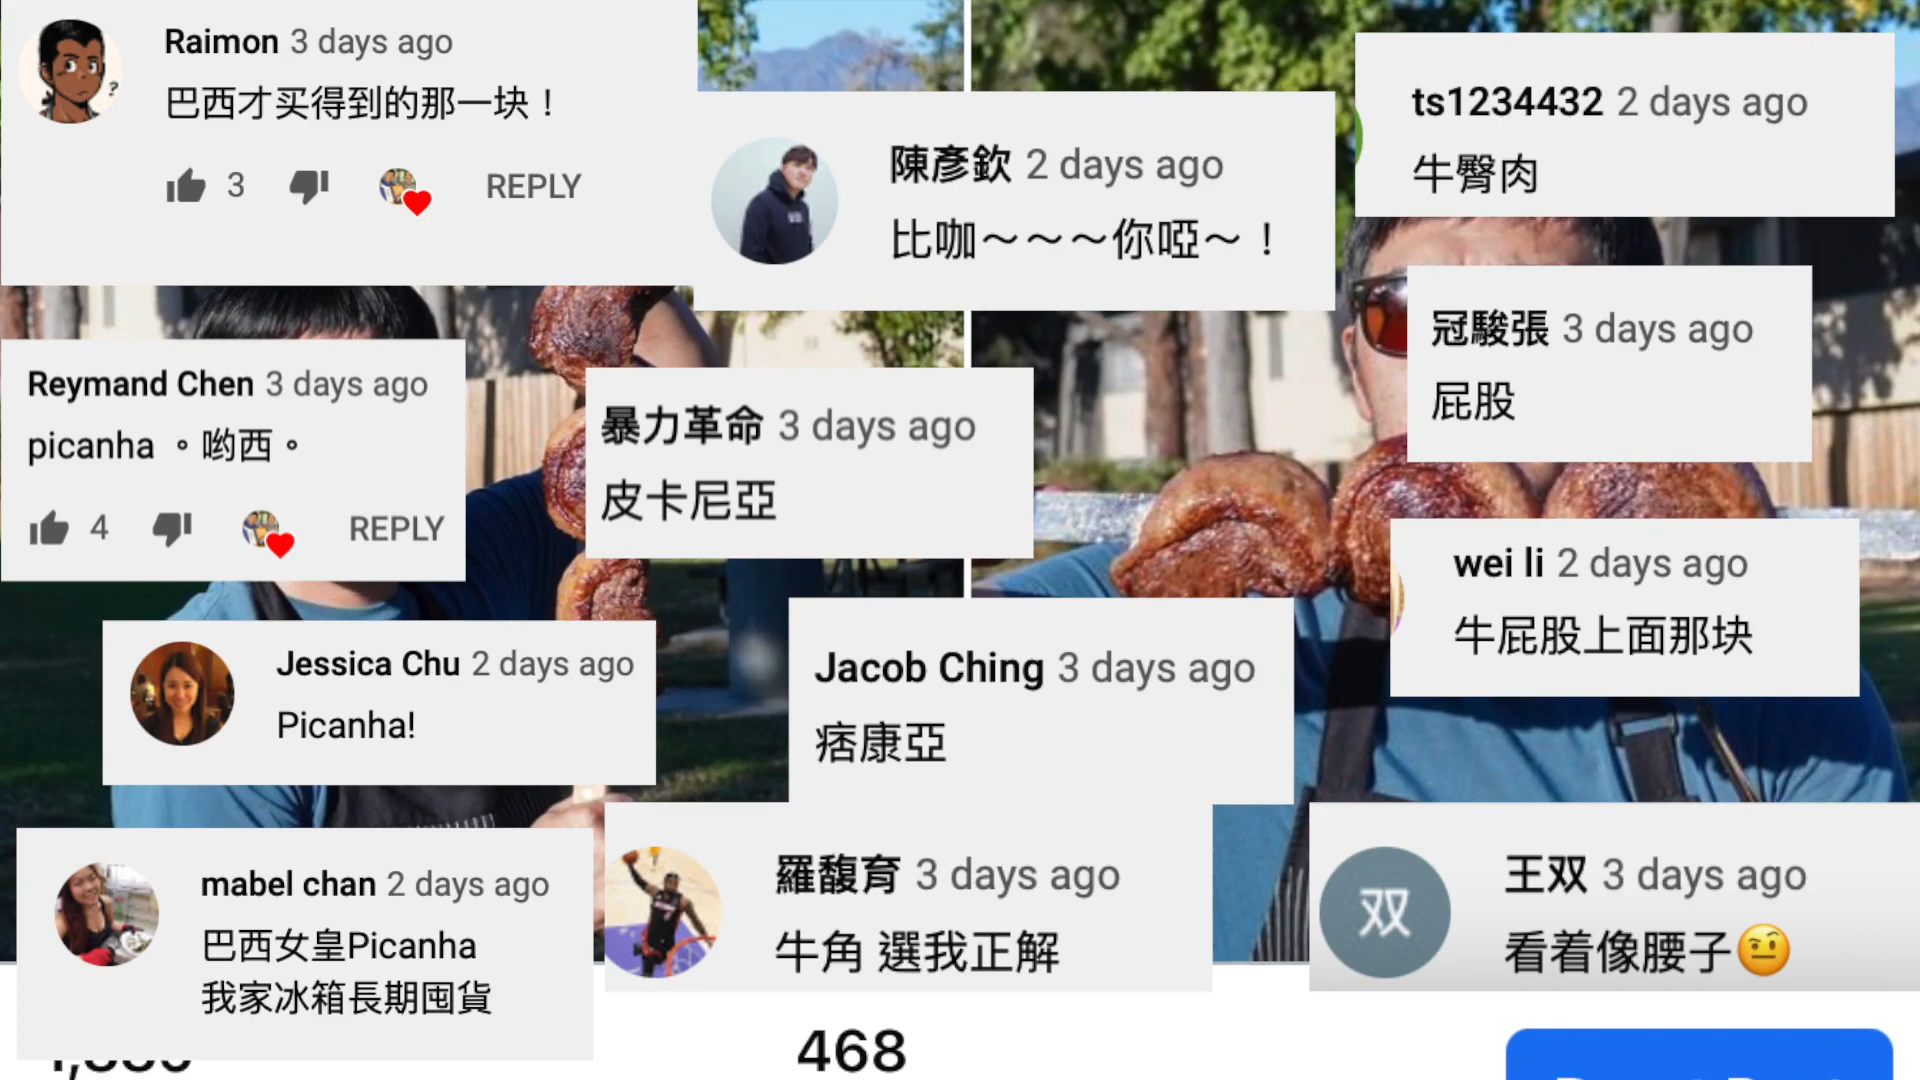 Raimon 3 days ago
巴西才买得到的那一块！
3 REPLY
陳彥欽 2 days ago
比咖～～～你啞～！
ts1234432 2 days ago
牛臀肉
冠駿張 3 days ago
屁股
Reymand Chen 3 days ago
picanha 。哟西。
4 REPLY
暴力革命 3 days ago
皮卡尼亞
wei li 2 days ago
牛屁股上面那块
Jessica Chu 2 days ago
Picanha!
Jacob Ching 3 days ago
痞康亞
mabel chan 2 days ago
巴西女皇Picanha
我家冰箱長期囤貨
羅馥育 3 days ago
牛角 選我正解
双
王双 3 days ago
看着像腰子🤨
468